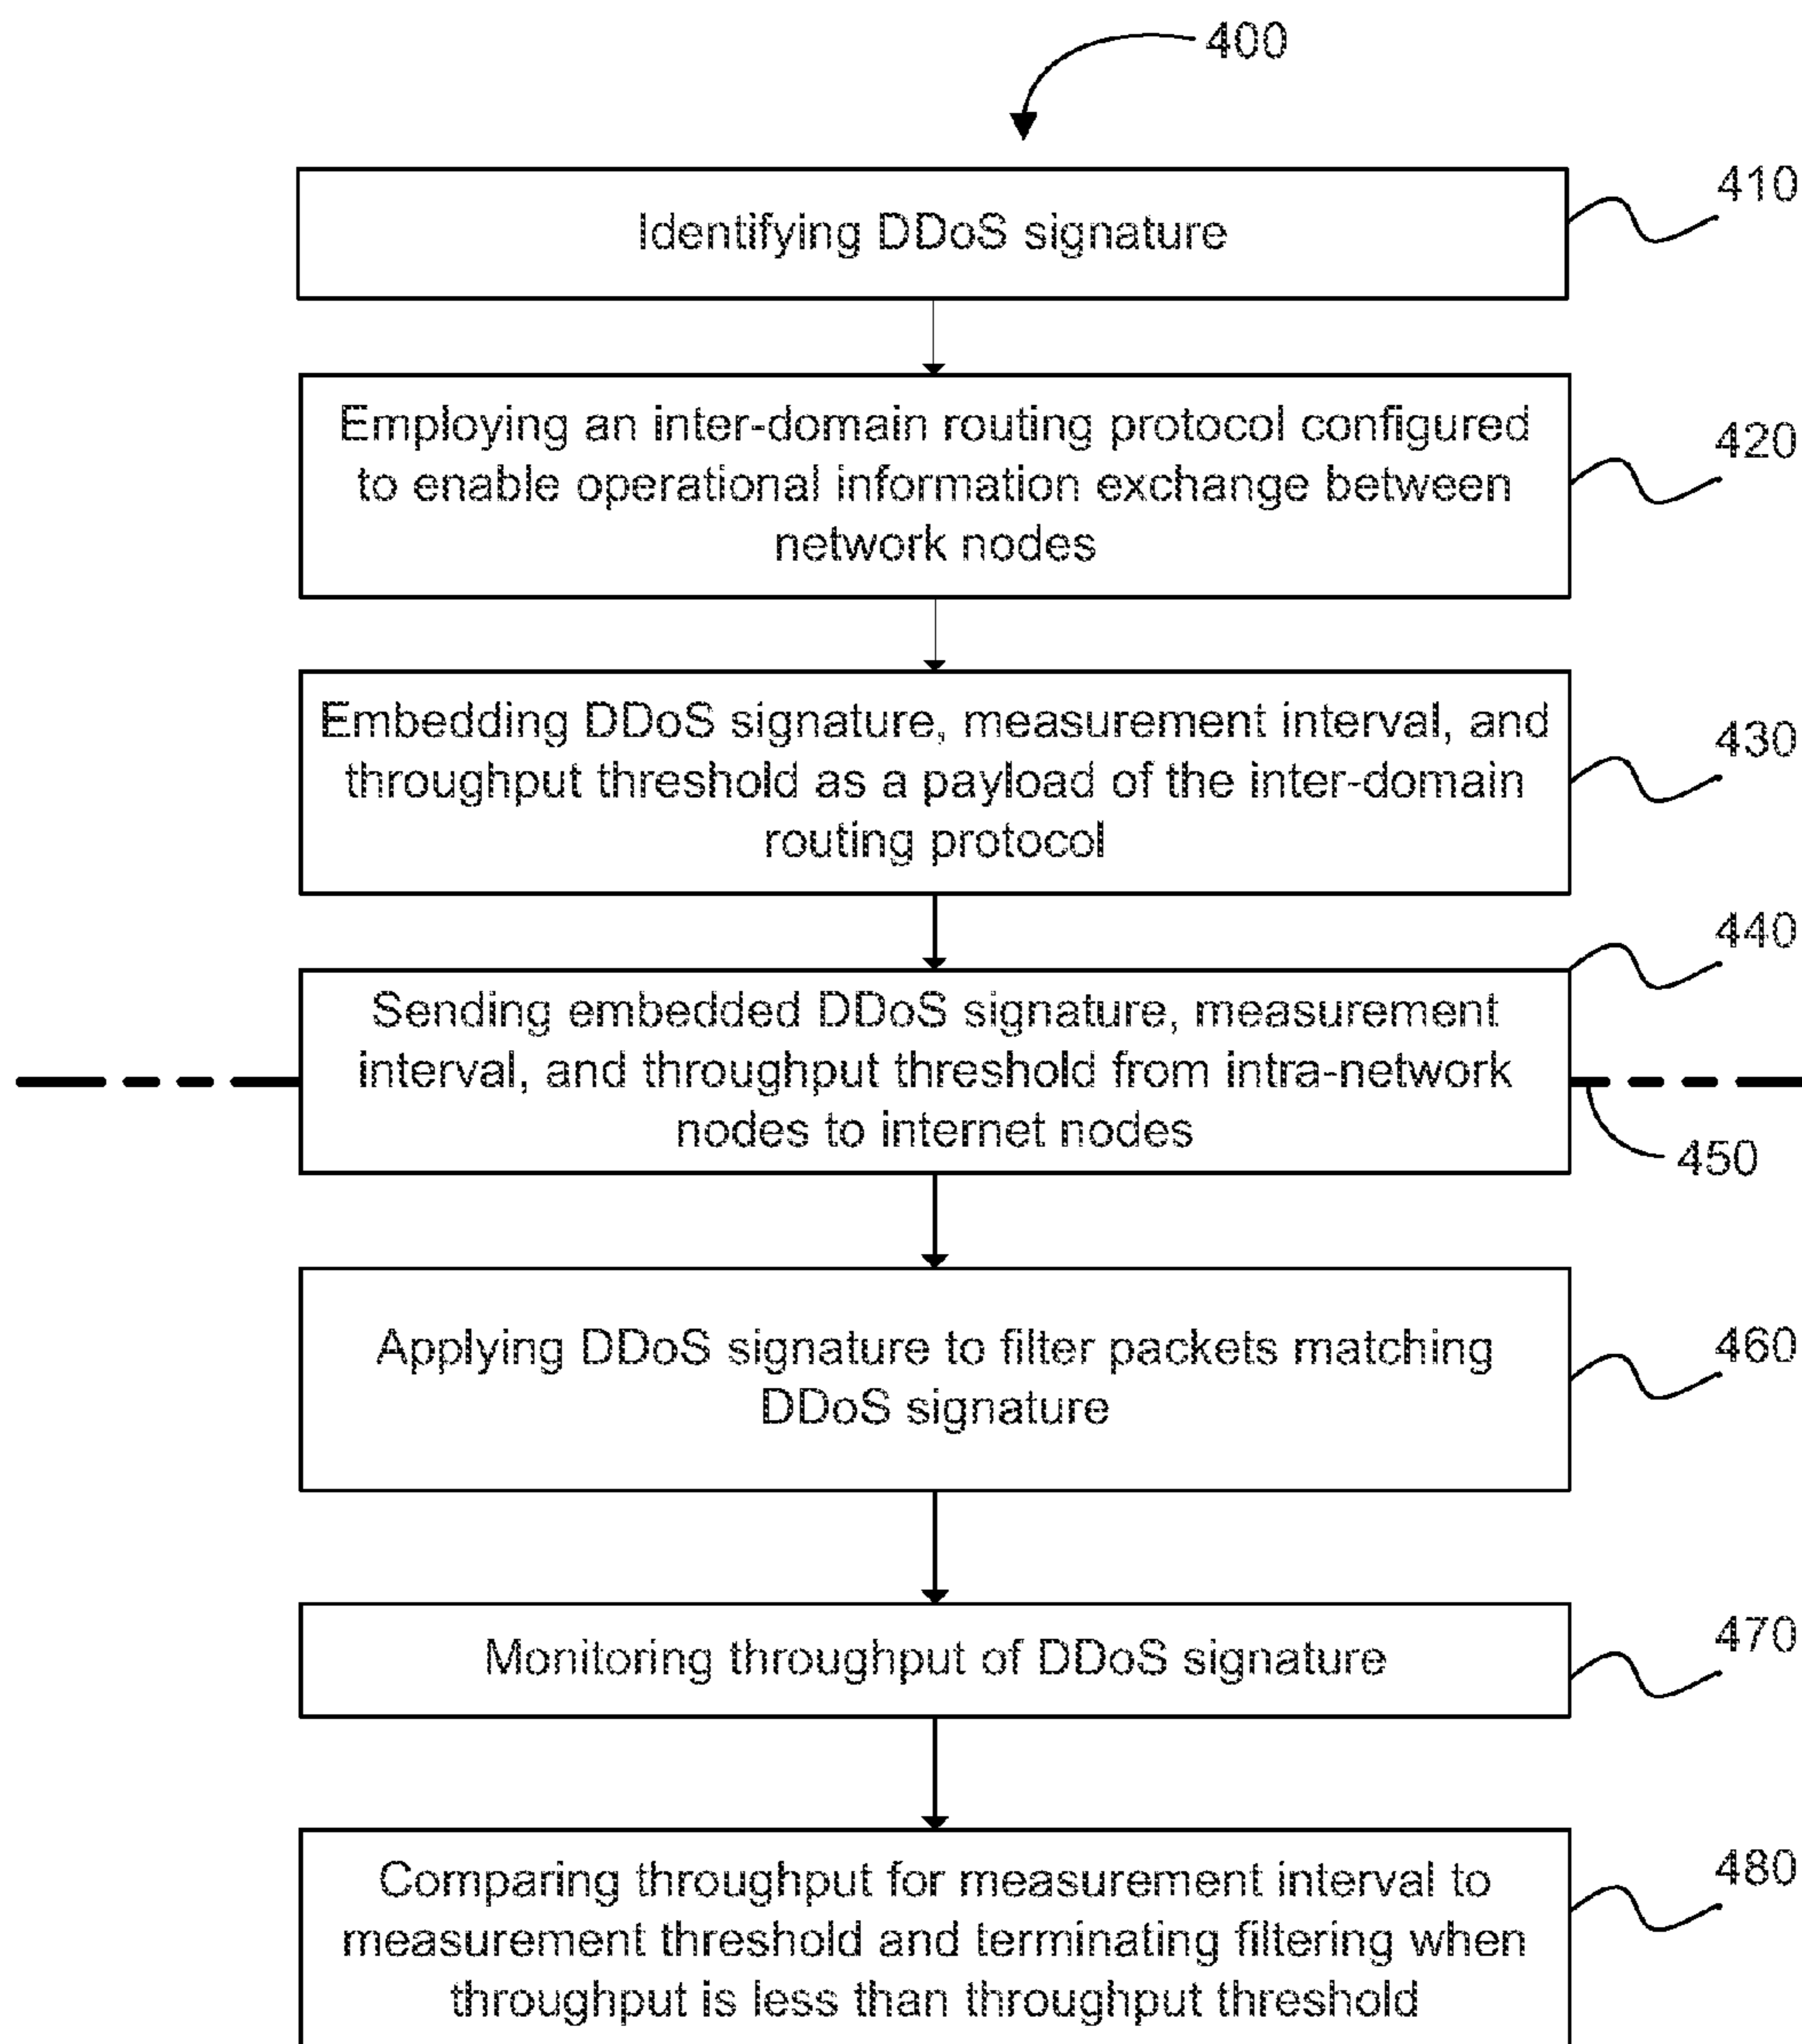 400
410
Identifying DDoS signature
Employing an inter-domain routing protocol configured
420
to enable operational information exchange between
network nodes
Embedding DDoS signature, measurement interval, and
430
throughput threshold as a payload of the inter-domain
routing protocol
440
Sending embedded DDoS signature, measurement
interval, and throughput threshold from intra-network
nodes to internet nodes
450
Applying DDoS signature to filter packets matching
460
DDoS signature
470
Monitoring throughput of DDoS signature
480
Comparing throughput for measurement interval to
measurement threshold and terminating filtering when
throughput is less than throughput threshold